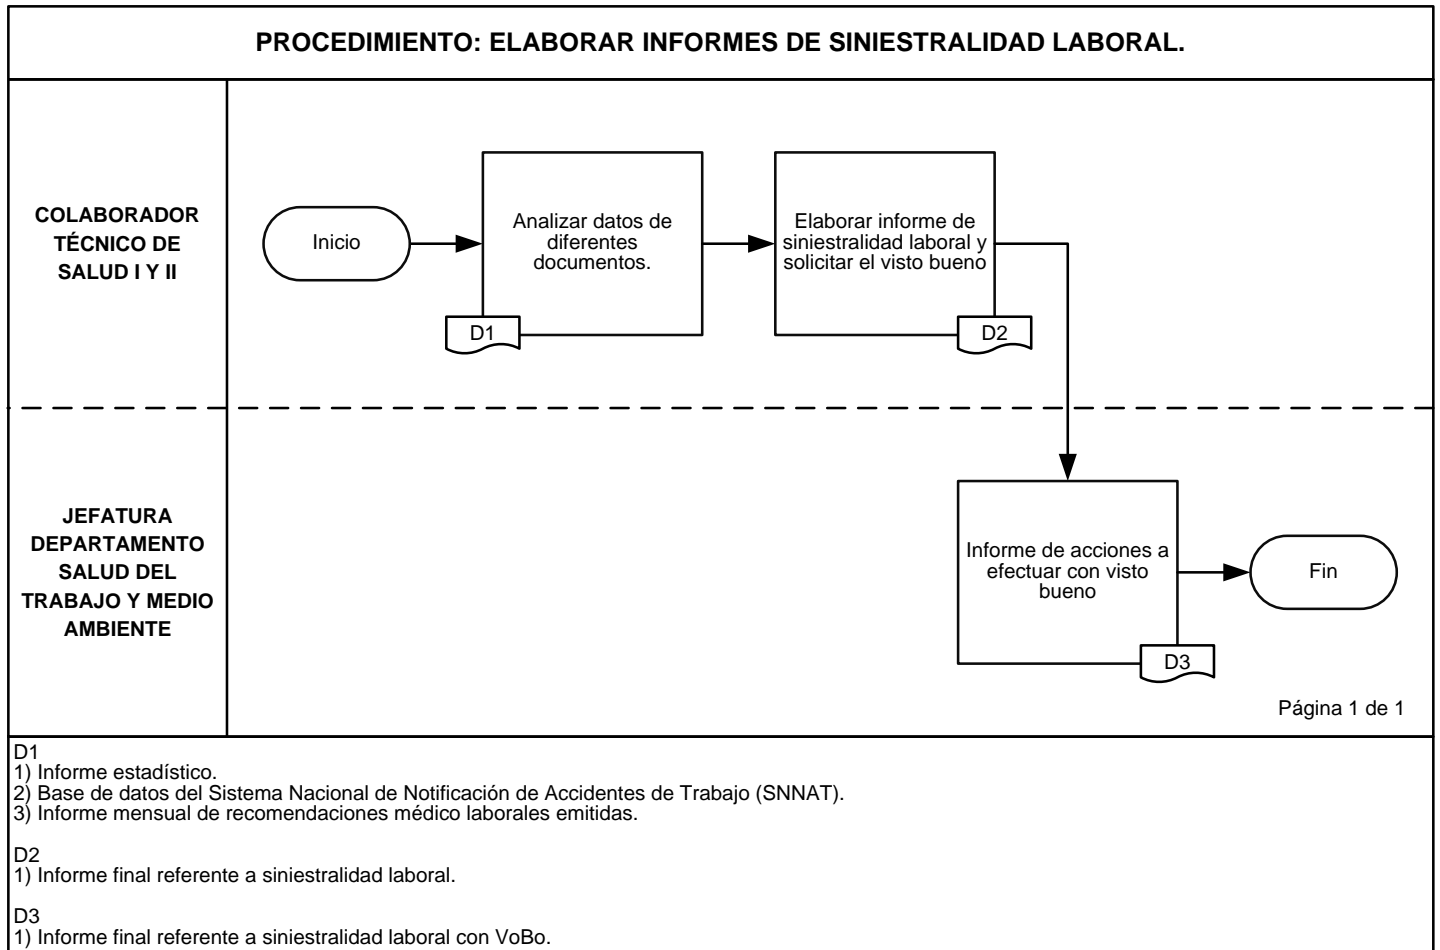 PROCEDIMIENTO: ELABORAR INFORMES DE SINIESTRALIDAD LABORAL.
COLABORADOR
TÉCNICO DE
SALUD I Y II
Inicio
Analizar datos de
diferentes
documentos.
D1
Elaborar informe de
siniestralidad laboral y
solicitar el visto bueno
D2
JEFATURA
DEPARTAMENTO
SALUD DEL
TRABAJO Y MEDIO
AMBIENTE
Informe de acciones a
efectuar con visto
bueno
D3
Fin
Página 1 de 1
D1
1) Informe estadístico.
2) Base de datos del Sistema Nacional de Notificación de Accidentes de Trabajo (SNNAT).
3) Informe mensual de recomendaciones médico laborales emitidas.
D2
1) Informe final referente a siniestralidad laboral.
D3
1) Informe final referente a siniestralidad laboral con VoBo.